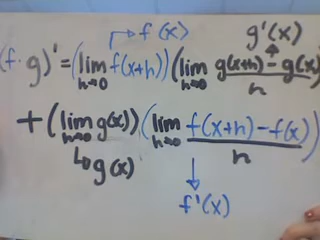 f(x) g'(x)
(f·g)' = (lim h→0 f(x+h)) (lim h→0 g(x+h) - g(x) / h
+ (lim h→0 g(x)) (lim h→0 f(x+h) - f(x) / h)
↳ g(x)
f'(x)